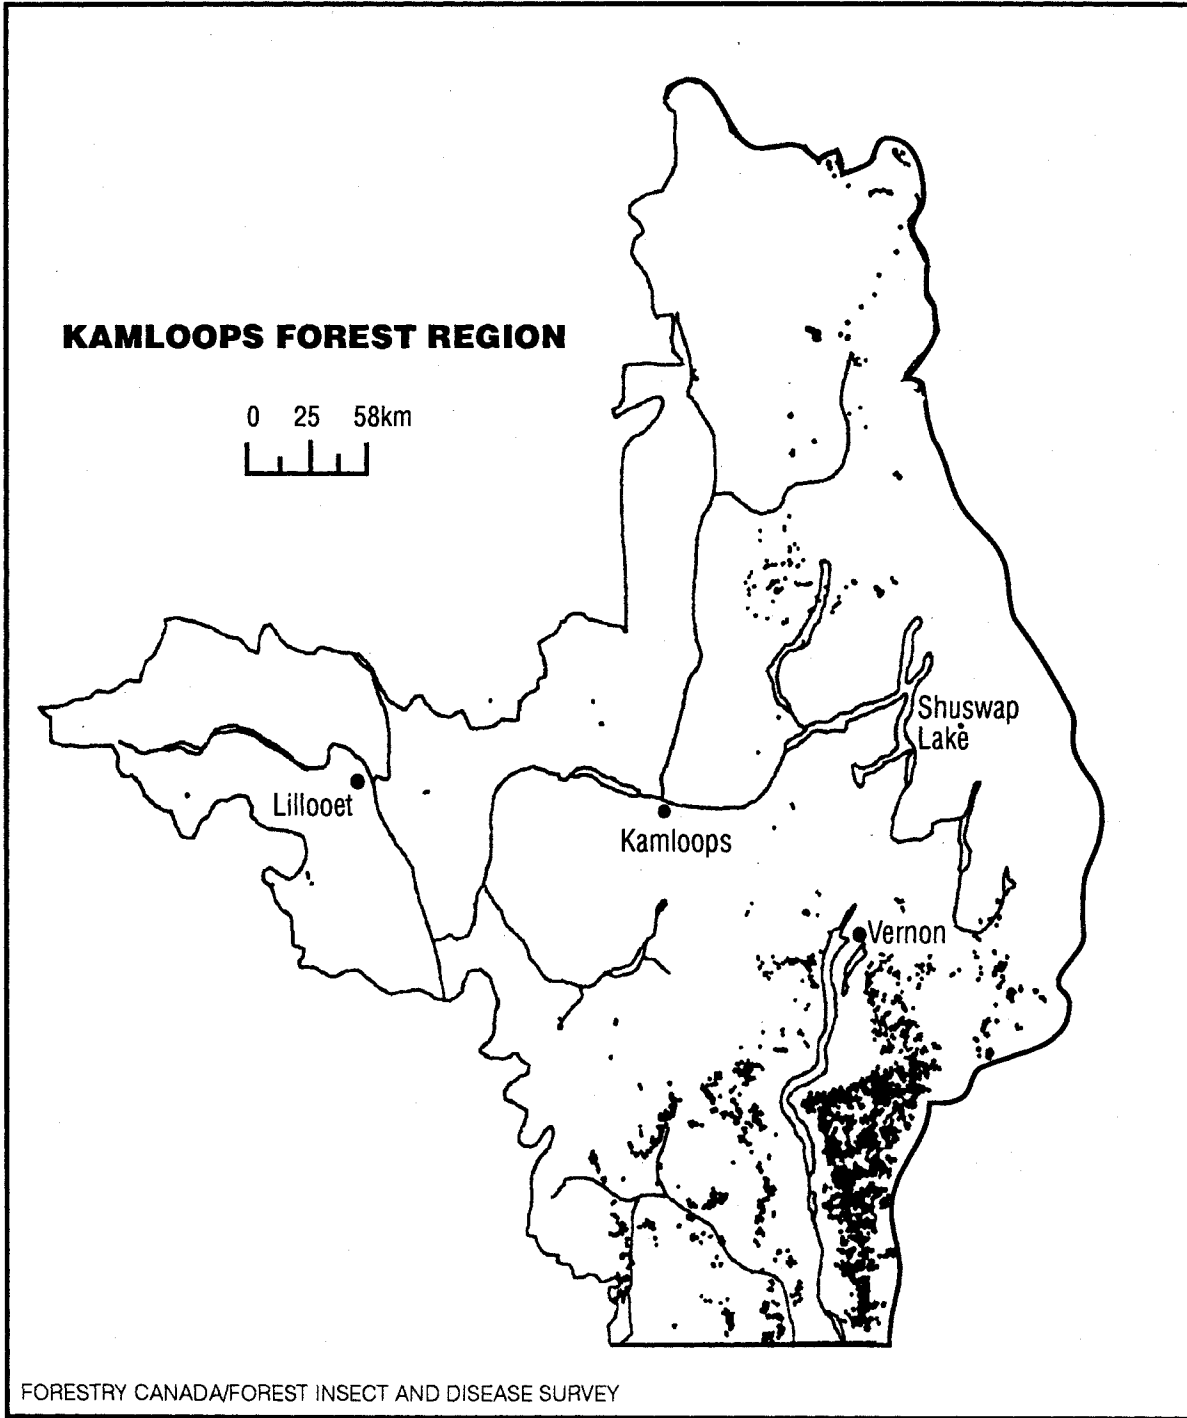 KAMLOOPS FOREST REGION
0 25 58km
Shuswap
Lake
Lillooet
Kamloops
Vernon
FORESTRY CANADA/FOREST INSECT AND DISEASE SURVEY